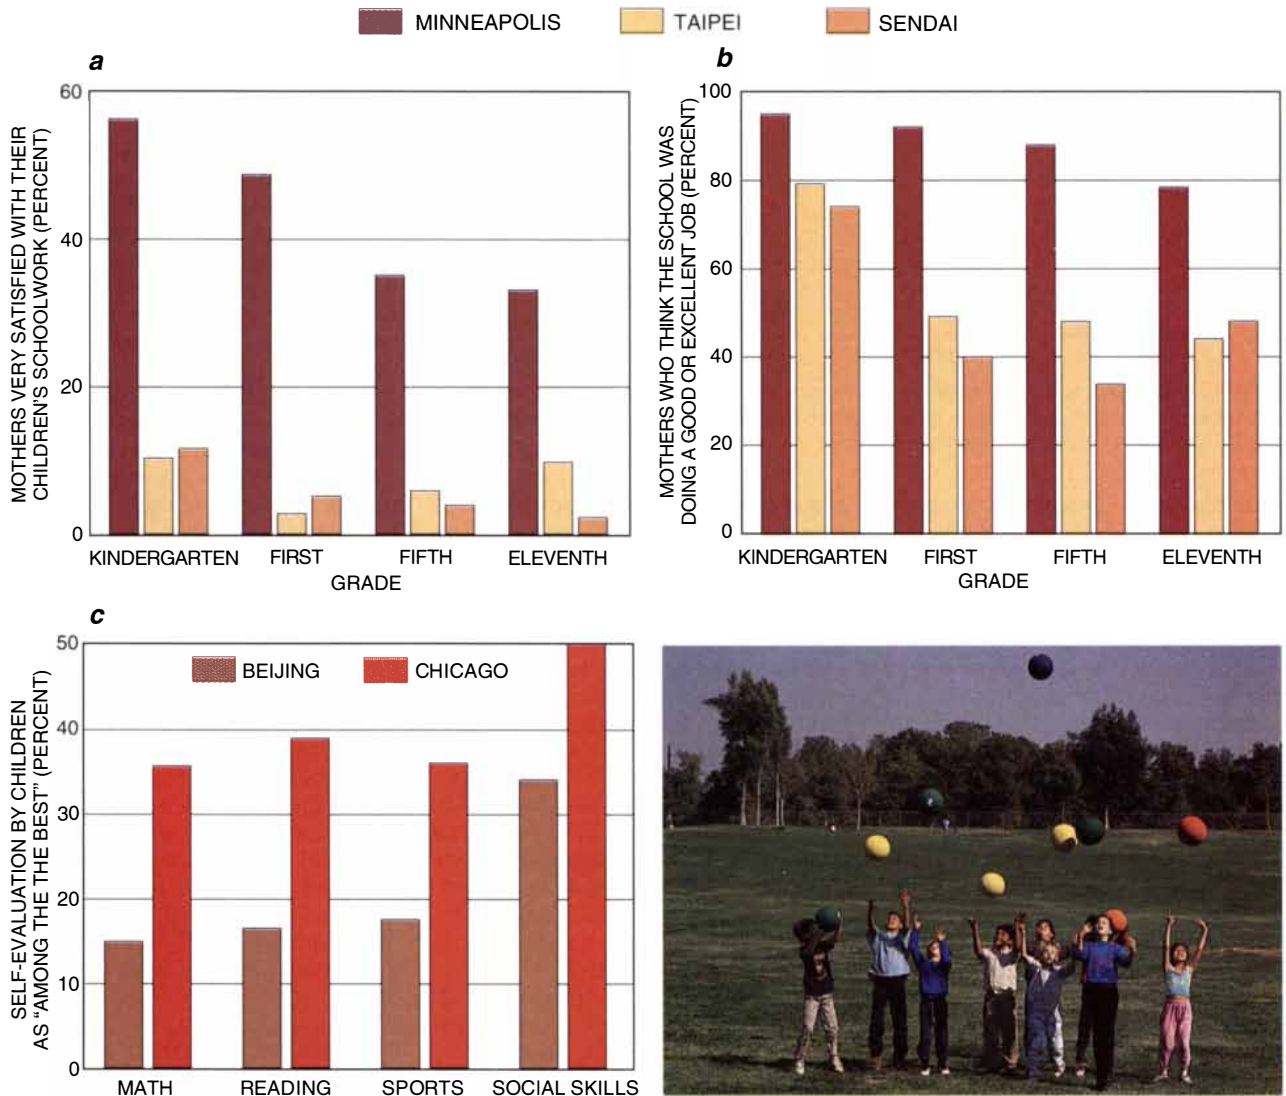 MINNEAPOLIS TAIPEI SENDAI
a
MOTHERS VERY SATISFIED WITH THEIR
CHILDREN'S SCHOOLWORK (PERCENT)
60
40
20
0
KINDERGARTEN FIRST FIFTH ELEVENTH
GRADE
b
MOTHERS WHO THINK THE SCHOOL WAS
DOING A GOOD OR EXCELLENT JOB (PERCENT)
100
80
60
40
20
0
KINDERGARTEN FIRST FIFTH ELEVENTH
GRADE
c
SELF-EVALUATION BY CHILDREN
AS "AMONG THE THE BEST" (PERCENT)
50
40
30
20
10
0
BEIJING CHICAGO
MATH READING SPORTS SOCIAL SKILLS